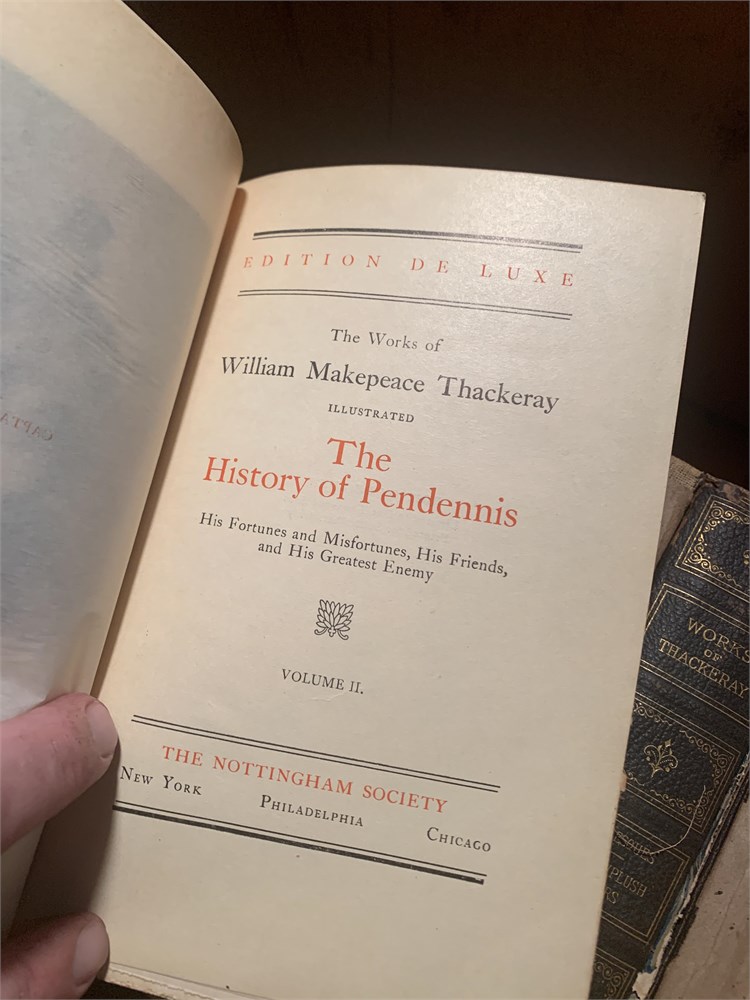 EDITION DE LUXE
The Works of
William Makepeace Thackeray
ILLUSTRATED
The
History of Pendennis
His Fortunes and Misfortunes, His Friends,
and His Greatest Enemy
VOLUME II.
THE NOTTINGHAM SOCIETY
NEW YORK PHILADELPHIA CHICAGO
WORKS
OF
THACKERAY